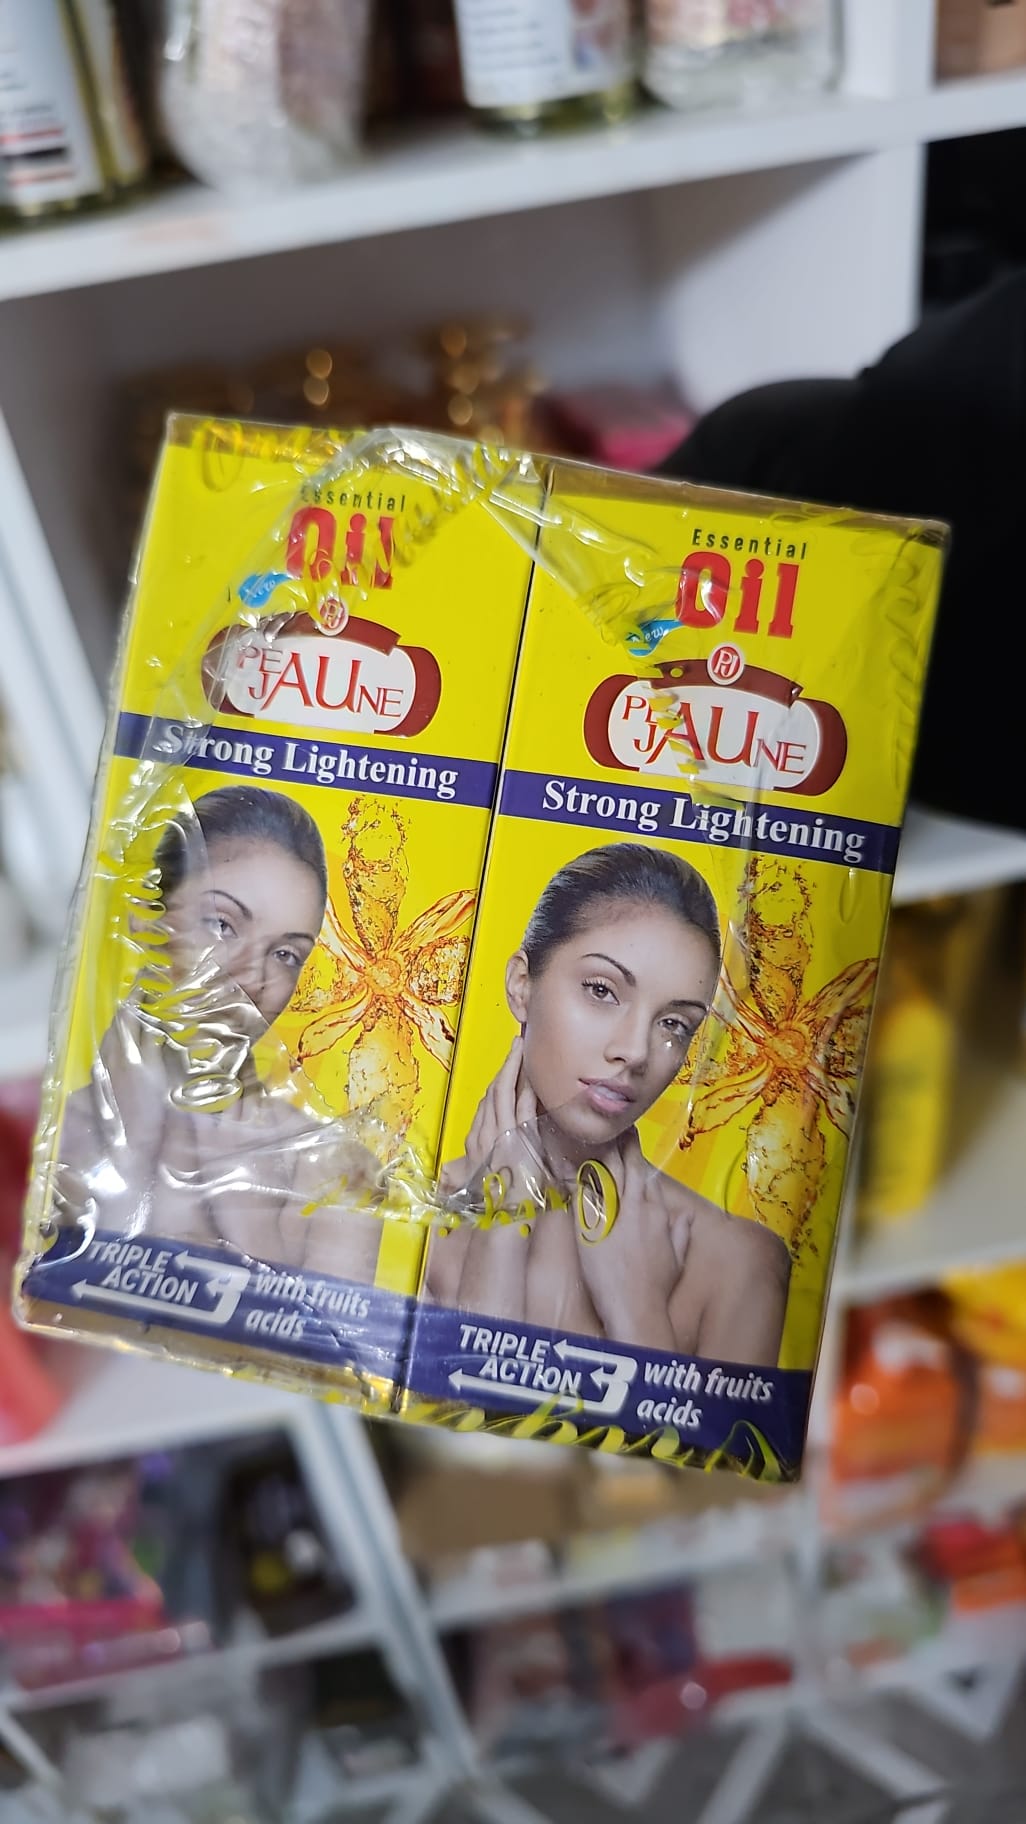 Essential
Oil
New
PJ
PEAU
JAUNE
Strong Lightening
TRIPLE
ACTION
3
with fruits
acids
Essential
Oil
New
PJ
PEAU
JAUNE
Strong Lightening
TRIPLE
ACTION
3
with fruits
acids